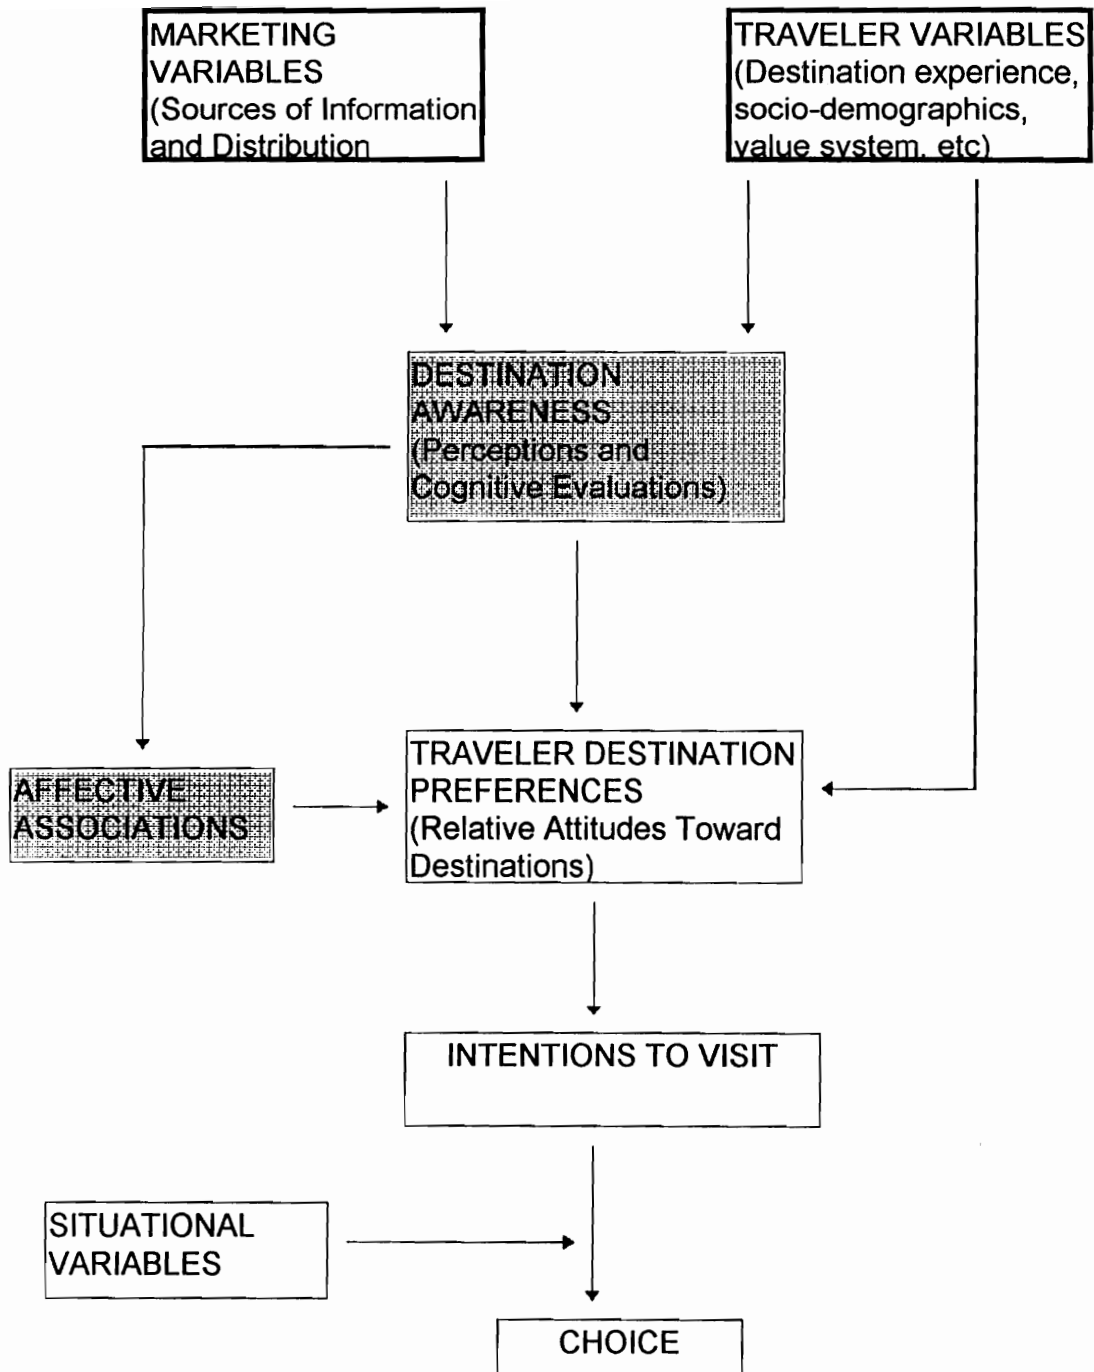 MARKETING
VARIABLES
(Sources of Information
and Distribution
TRAVELER VARIABLES
(Destination experience,
socio-demographics,
value system, etc)
DESTINATION
AWARENESS
(Perceptions and
Cognitive Evaluations)
AFFECTIVE
ASSOCIATIONS
TRAVELER DESTINATION
PREFERENCES
(Relative Attitudes Toward
Destinations)
INTENTIONS TO VISIT
SITUATIONAL
VARIABLES
CHOICE